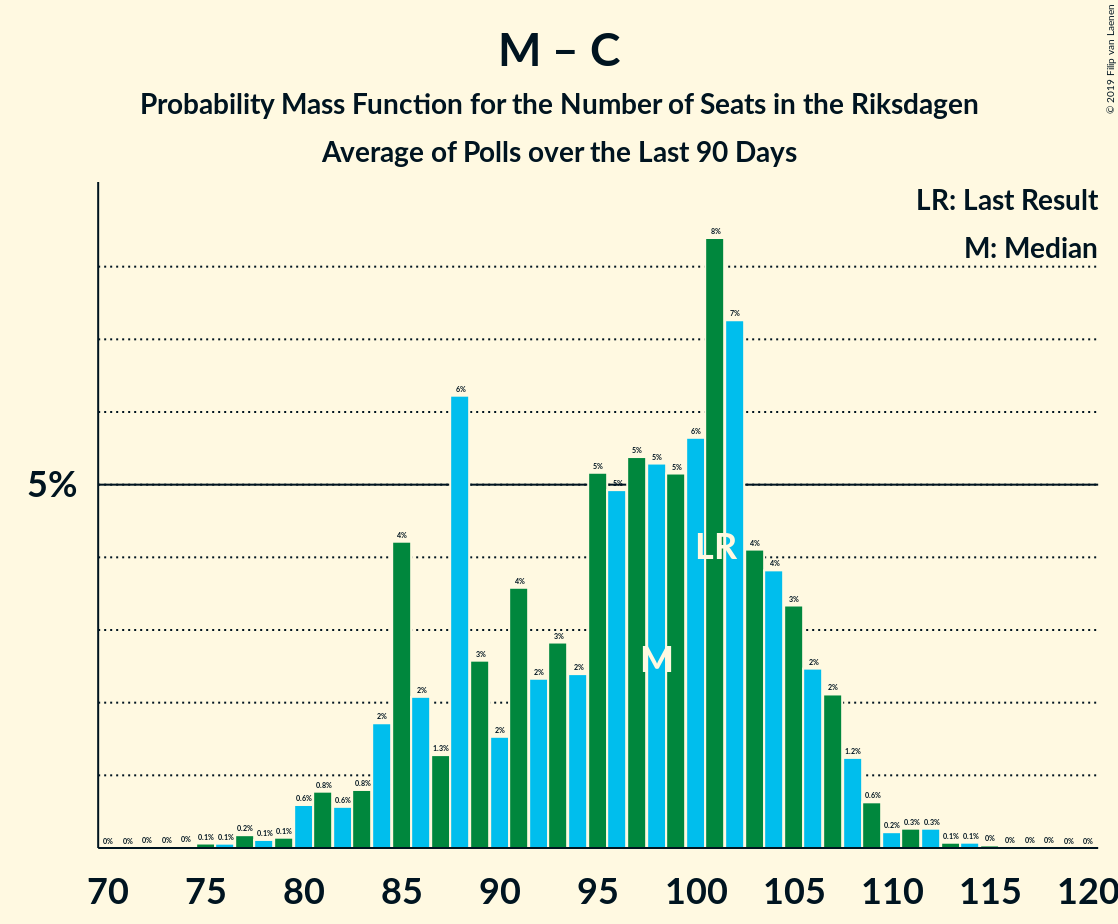 M – C
Probability Mass Function for the Number of Seats in the Riksdagen
Average of Polls over the Last 90 Days
© 2019 Filip van Laenen
LR: Last Result
M: Median
5%
0% 0% 0% 0% 0% 0.1% 0.1% 0.2% 0.1% 0.1% 0.6% 0.8% 0.6% 0.8% 2% 4% 2% 1.3% 6% 3% 2% 4% 2% 3% 2% 5% 5% 5% 5% 5% 6% 8% 7% 4% 4% 3% 2% 2% 1.2% 0.6% 0.2% 0.3% 0.3% 0.1% 0.1% 0% 0% 0% 0% 0% 0%
LR
M
70 75 80 85 90 95 100 105 110 115 120